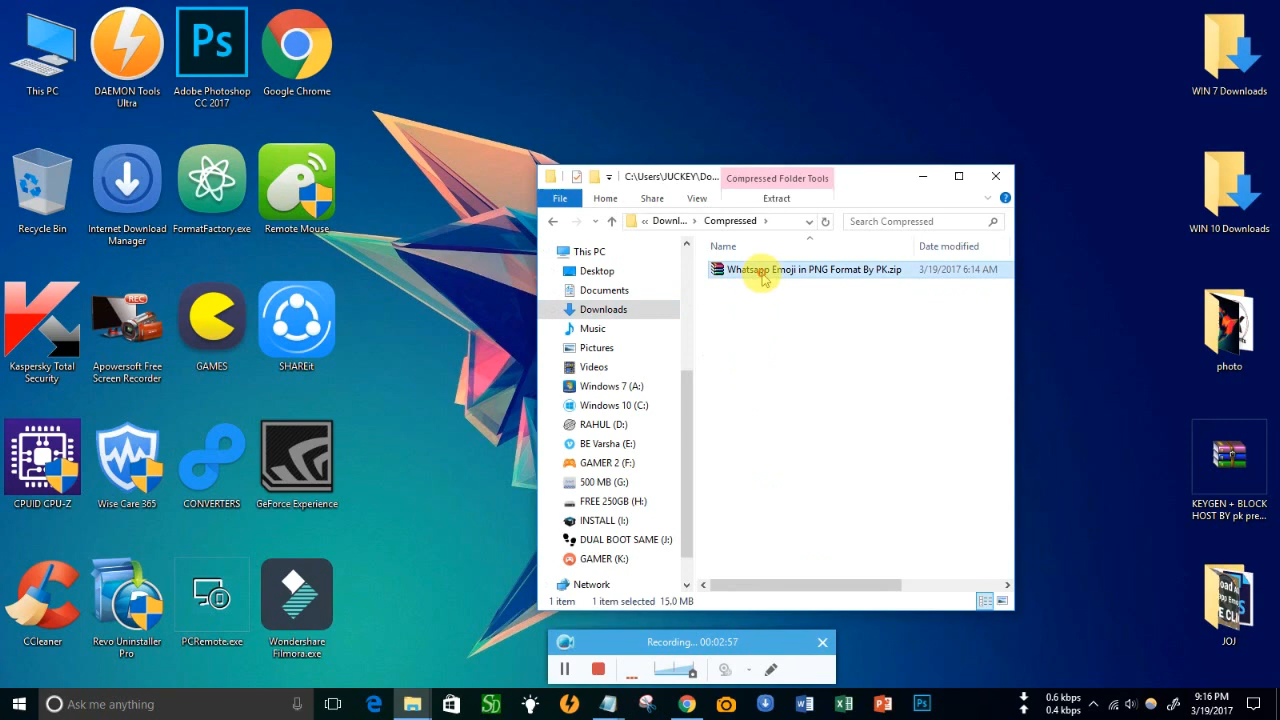 This PC
DAEMON Tools
Ultra
Ps
Adobe Photoshop
CC 2017
Google Chrome
WIN 7 Downloads
Recycle Bin
Internet Download
Manager
FormatFactory.exe
Remote Mouse
WIN 10 Downloads
Kaspersky Total
Security
REC
Apowersoft Free
Screen Recorder
GAMES
SHAREit
photo
CPUID CPU-Z
Wise Care 365
CONVERTERS
GeForce Experience
KEYGEN + BLOCK
HOST BY pk pre...
CCleaner
Revo Uninstaller
Pro
PCRemote.exe
Wondershare
Filmora.exe
JOJ
C:\Users\JUCKEY\Do...
Compressed Folder Tools
File
Home
Share
View
Extract
« Downl... › Compressed ›
Search Compressed
Name
Date modified
Whatsapp Emoji in PNG Format By PK.zip
3/19/2017 6:14 AM
This PC
Desktop
Documents
Downloads
Music
Pictures
Videos
Windows 7 (A:)
Windows 10 (C:)
RAHUL (D:)
BE Varsha (E:)
GAMER 2 (F:)
500 MB (G:)
FREE 250GB (H:)
INSTALL (I:)
DUAL BOOT SAME (J:)
GAMER (K:)
Network
1 item
1 item selected 15.0 MB
Recording... 00:02:57
Ask me anything
SD
Ps
0.6 kbps
0.4 kbps
9:16 PM
3/19/2017